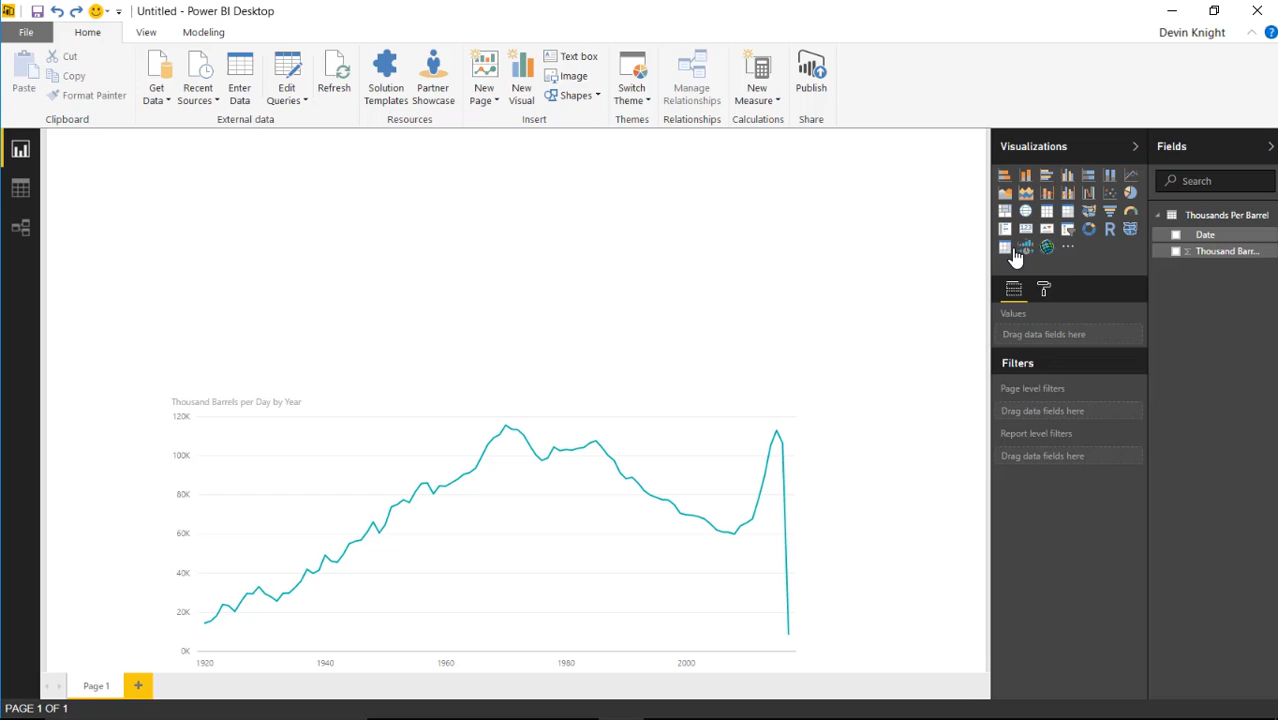 Untitled - Power BI Desktop
File
Home
View
Modeling
Devin Knight
?
Paste
Cut
Copy
Format Painter
Clipboard
Get Data
Recent Sources
Enter Data
Edit Queries
Refresh
External data
Solution Templates
Partner Showcase
Resources
New Page
New Visual
Text box
Image
Shapes
Insert
Switch Theme
Themes
Manage Relationships
Relationships
New Measure
Calculations
Publish
Share
Visualizations
R
Values
Drag data fields here
Filters
Page level filters
Drag data fields here
Report level filters
Drag data fields here
Fields
Search
Thousands Per Barrel
Date
Σ Thousand Barr...
Thousand Barrels per Day by Year
120K
100K
80K
60K
40K
20K
0K
1920
1940
1960
1980
2000
Page 1
+
PAGE 1 OF 1